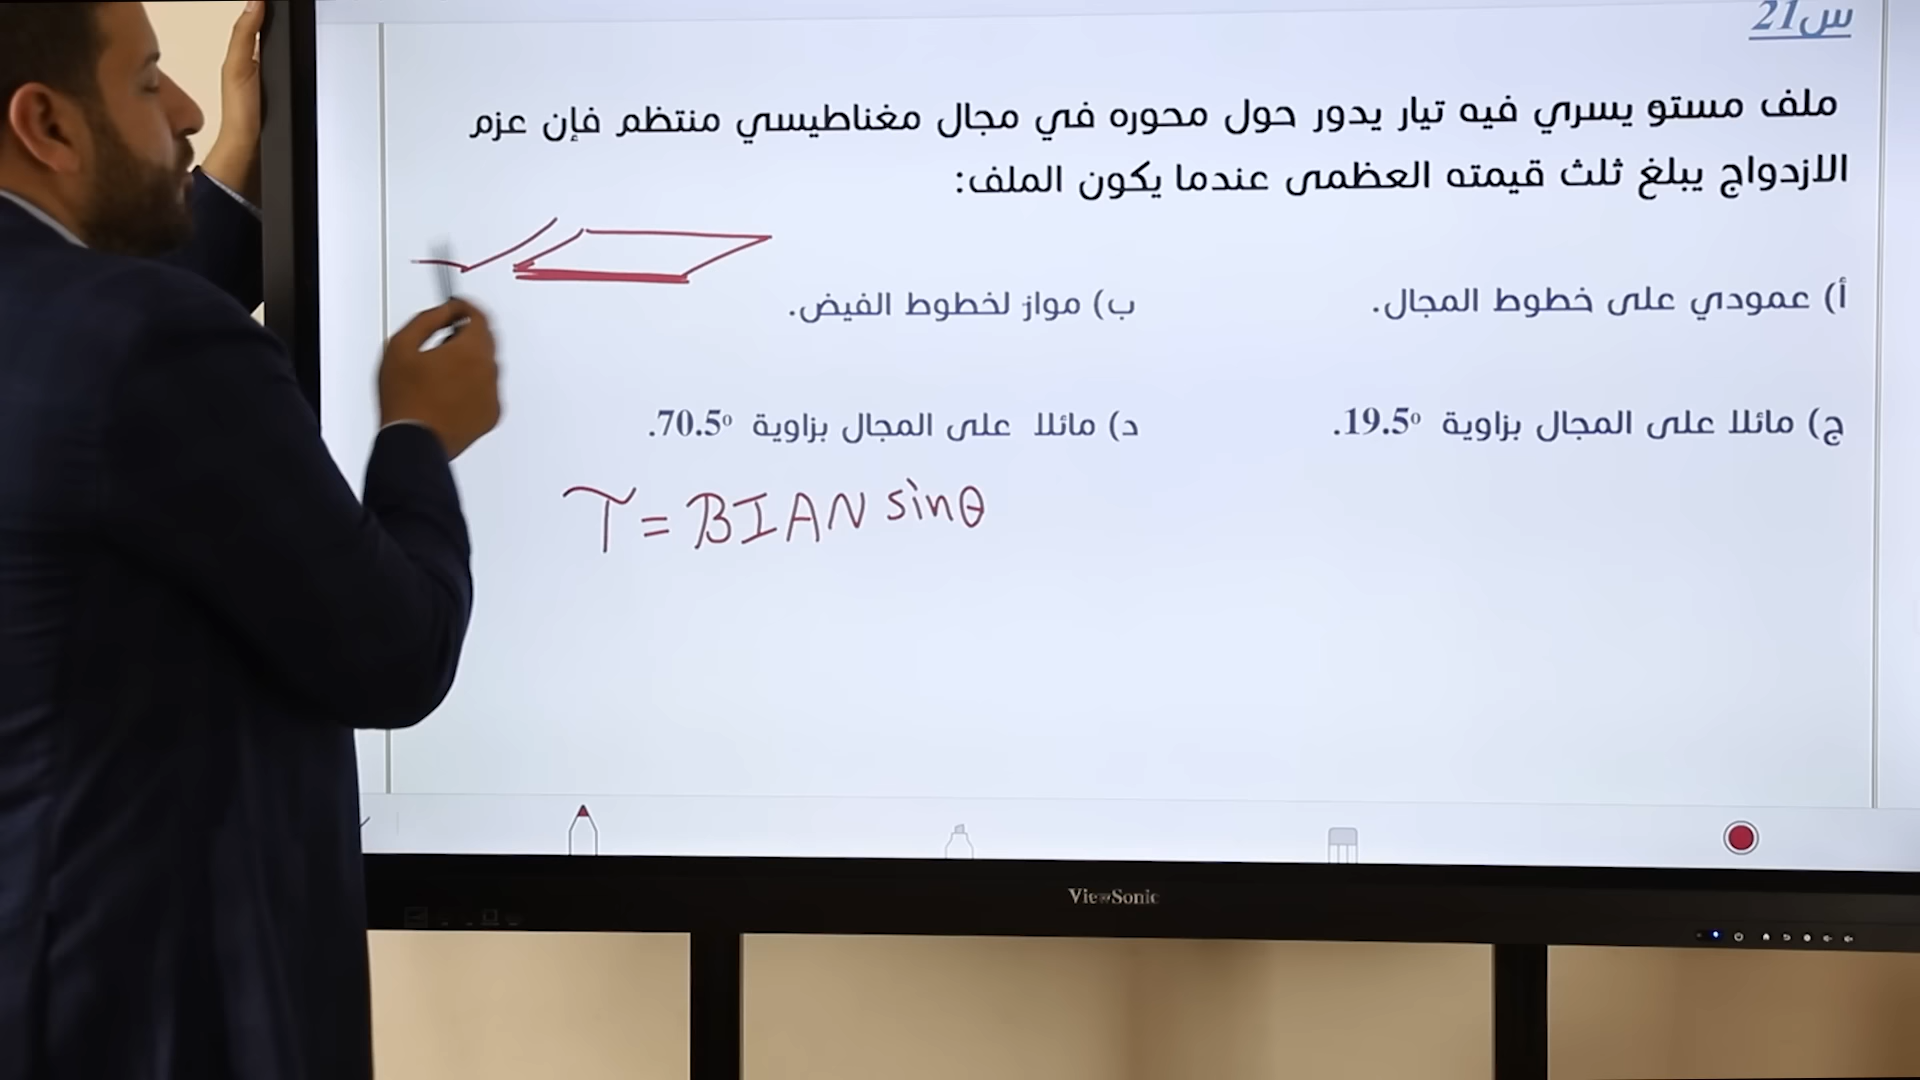 س21
ملف مستو يسري فيه تيار يدور حول محوره في مجال مغناطيسي منتظم فإن عزم
الازدواج يبلغ ثلث قيمته العظمى عندما يكون الملف:
أ) عمودي على خطوط المجال.
ب) مواز لخطوط الفيض.
ج) مائلا على المجال بزاوية 19.5º.
د) مائلا على المجال بزاوية 70.5º.
τ = BIAN sinθ
ViewSonic